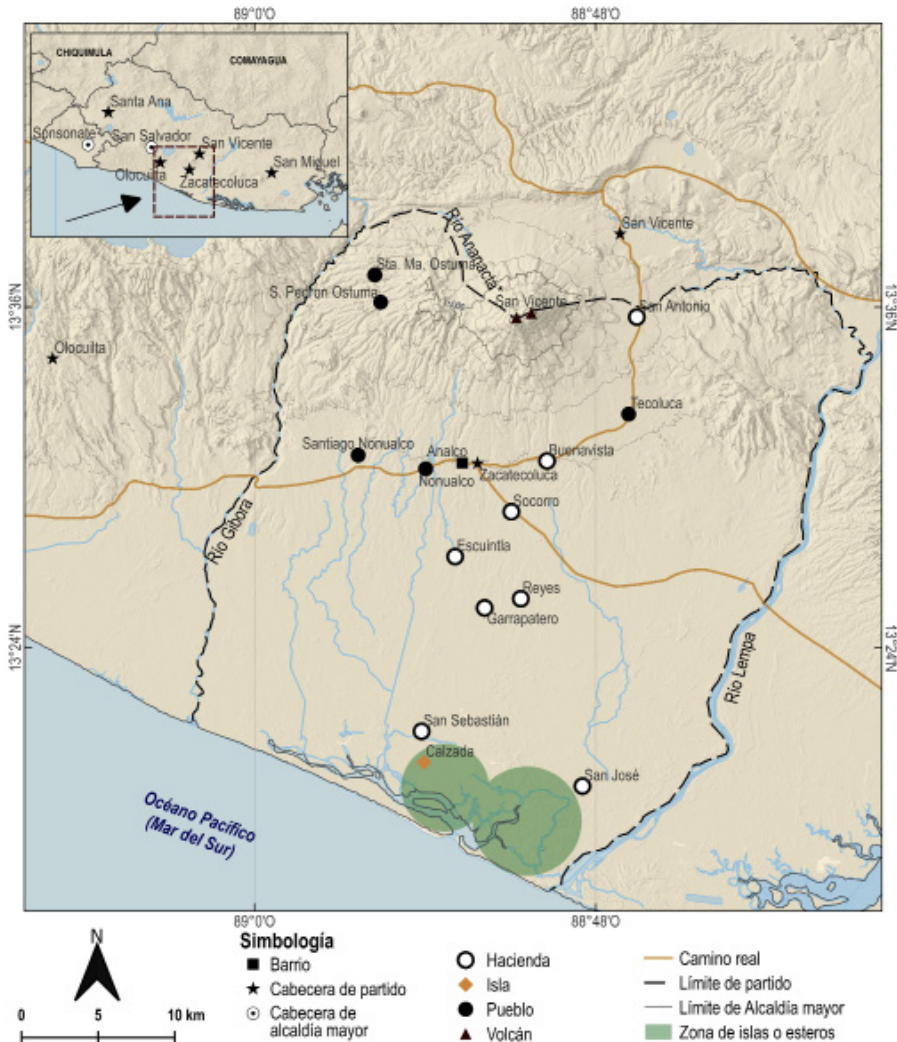 89°0'O
88°48'O
CHIQUIMULA
COMAYAGUA
Santa Ana
Sonsonate
San Salvador
San Vicente
San Miguel
Olocuilta
Zacatecoluca
San Vicente
Río Ananacta
Sta. Ma. Ostuma
S. Pedron Ostuma
San Vicente
San Antonio
13°36'N
13°36'N
Olocuilta
Tecoluca
Santiago Nonualco
Analco
Buenavista
Nonualco
Zacatecoluca
Socorro
Río Gibora
Escuintla
Reyes
Garrapatero
13°24'N
13°24'N
Río Lempa
San Sebastián
Calzada
San José
Océano Pacífico
(Mar del Sur)
89°0'O
88°48'O
N
0 5 10 km
Simbología
Barrio
Cabecera de partido
Cabecera de
alcaldía mayor
Hacienda
Isla
Pueblo
Volcán
Camino real
Límite de partido
Límite de Alcaldía mayor
Zona de islas o esteros